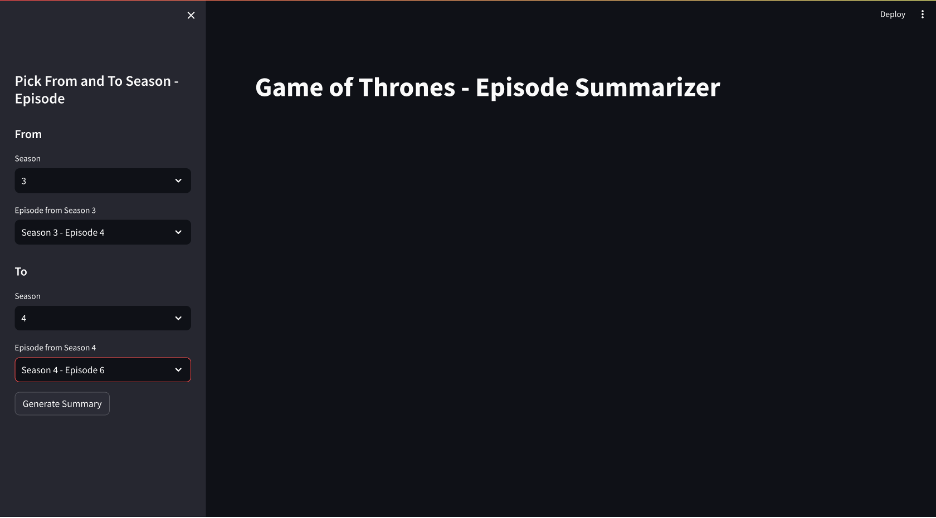 Deploy
Pick From and To Season -
Episode
From
Season
3
Episode from Season 3
Season 3 - Episode 4
To
Season
4
Episode from Season 4
Season 4 - Episode 6
Generate Summary
Game of Thrones - Episode Summarizer